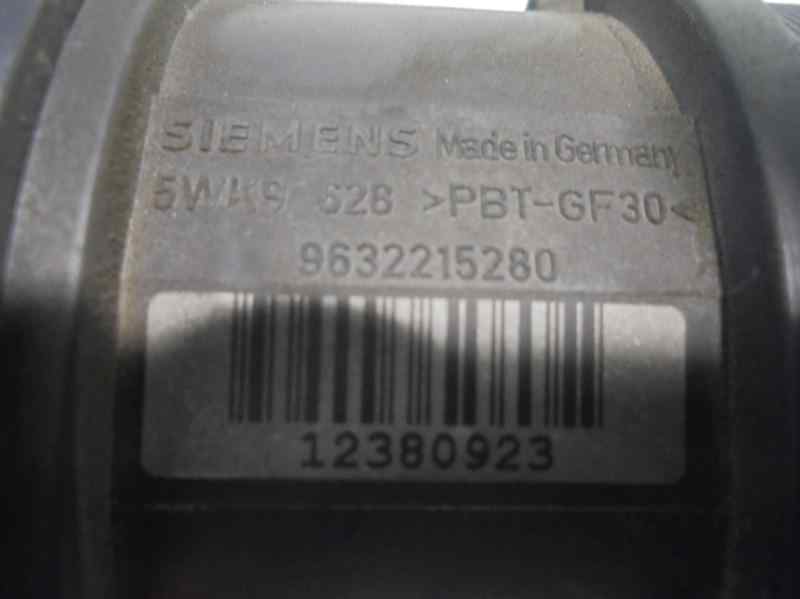 SIEMENS Made in Germany
5WK9 628 >PBT-GF30<
9632215280
12380923